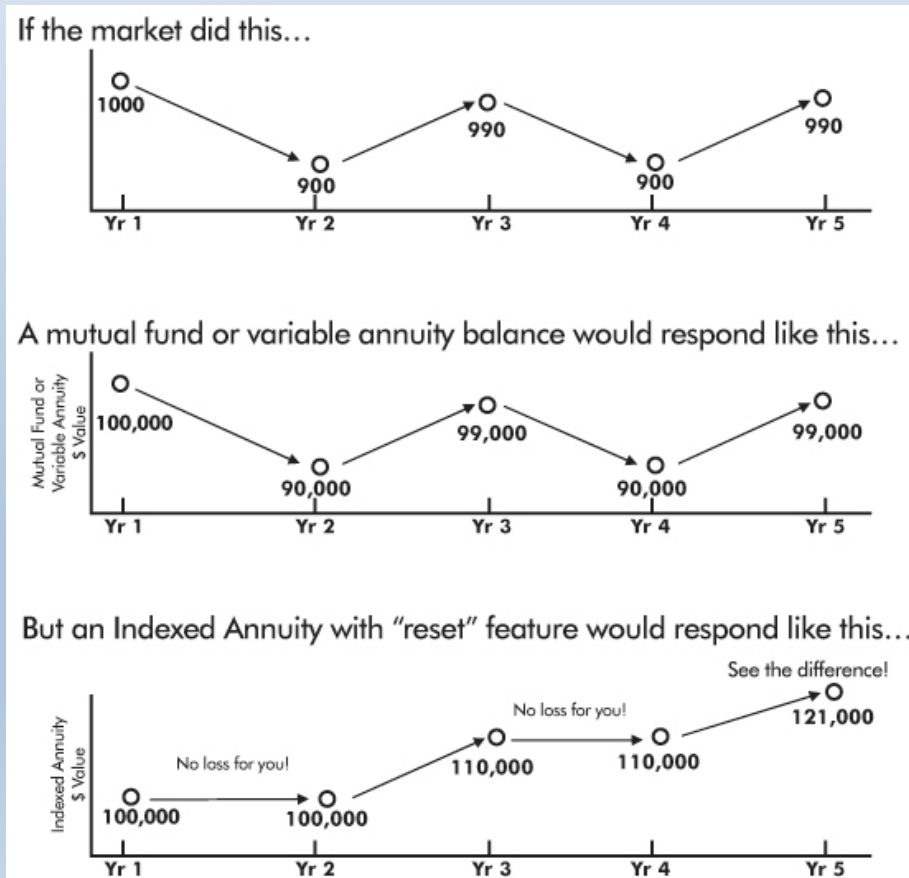 If the market did this...
1000
900
990
900
990
Yr 1 Yr 2 Yr 3 Yr 4 Yr 5
A mutual fund or variable annuity balance would respond like this...
Mutual Fund or
Variable Annuity
$ Value
100,000
90,000
99,000
90,000
99,000
Yr 1 Yr 2 Yr 3 Yr 4 Yr 5
But an Indexed Annuity with "reset" feature would respond like this...
See the difference!
Indexed Annuity
$ Value
No loss for you!
No loss for you!
100,000
100,000
110,000
110,000
121,000
Yr 1 Yr 2 Yr 3 Yr 4 Yr 5